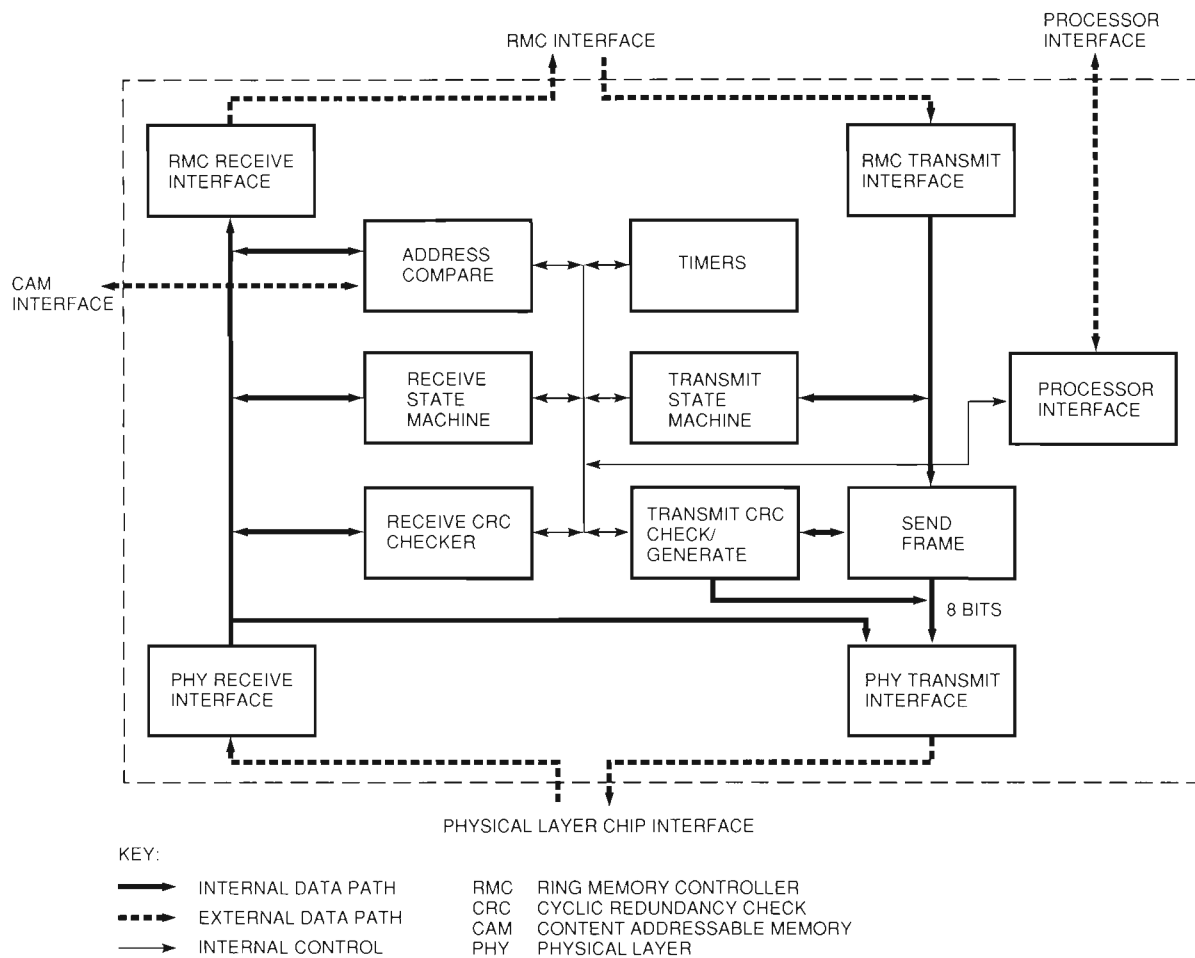 RMC INTERFACE
PROCESSOR
INTERFACE
RMC RECEIVE
INTERFACE
RMC TRANSMIT
INTERFACE
ADDRESS
COMPARE
TIMERS
CAM
INTERFACE
RECEIVE
STATE
MACHINE
TRANSMIT
STATE
MACHINE
PROCESSOR
INTERFACE
RECEIVE CRC
CHECKER
TRANSMIT CRC
CHECK/
GENERATE
SEND
FRAME
8 BITS
PHY RECEIVE
INTERFACE
PHY TRANSMIT
INTERFACE
PHYSICAL LAYER CHIP INTERFACE
KEY:
INTERNAL DATA PATH
EXTERNAL DATA PATH
INTERNAL CONTROL
RMC RING MEMORY CONTROLLER
CRC CYCLIC REDUNDANCY CHECK
CAM CONTENT ADDRESSABLE MEMORY
PHY PHYSICAL LAYER